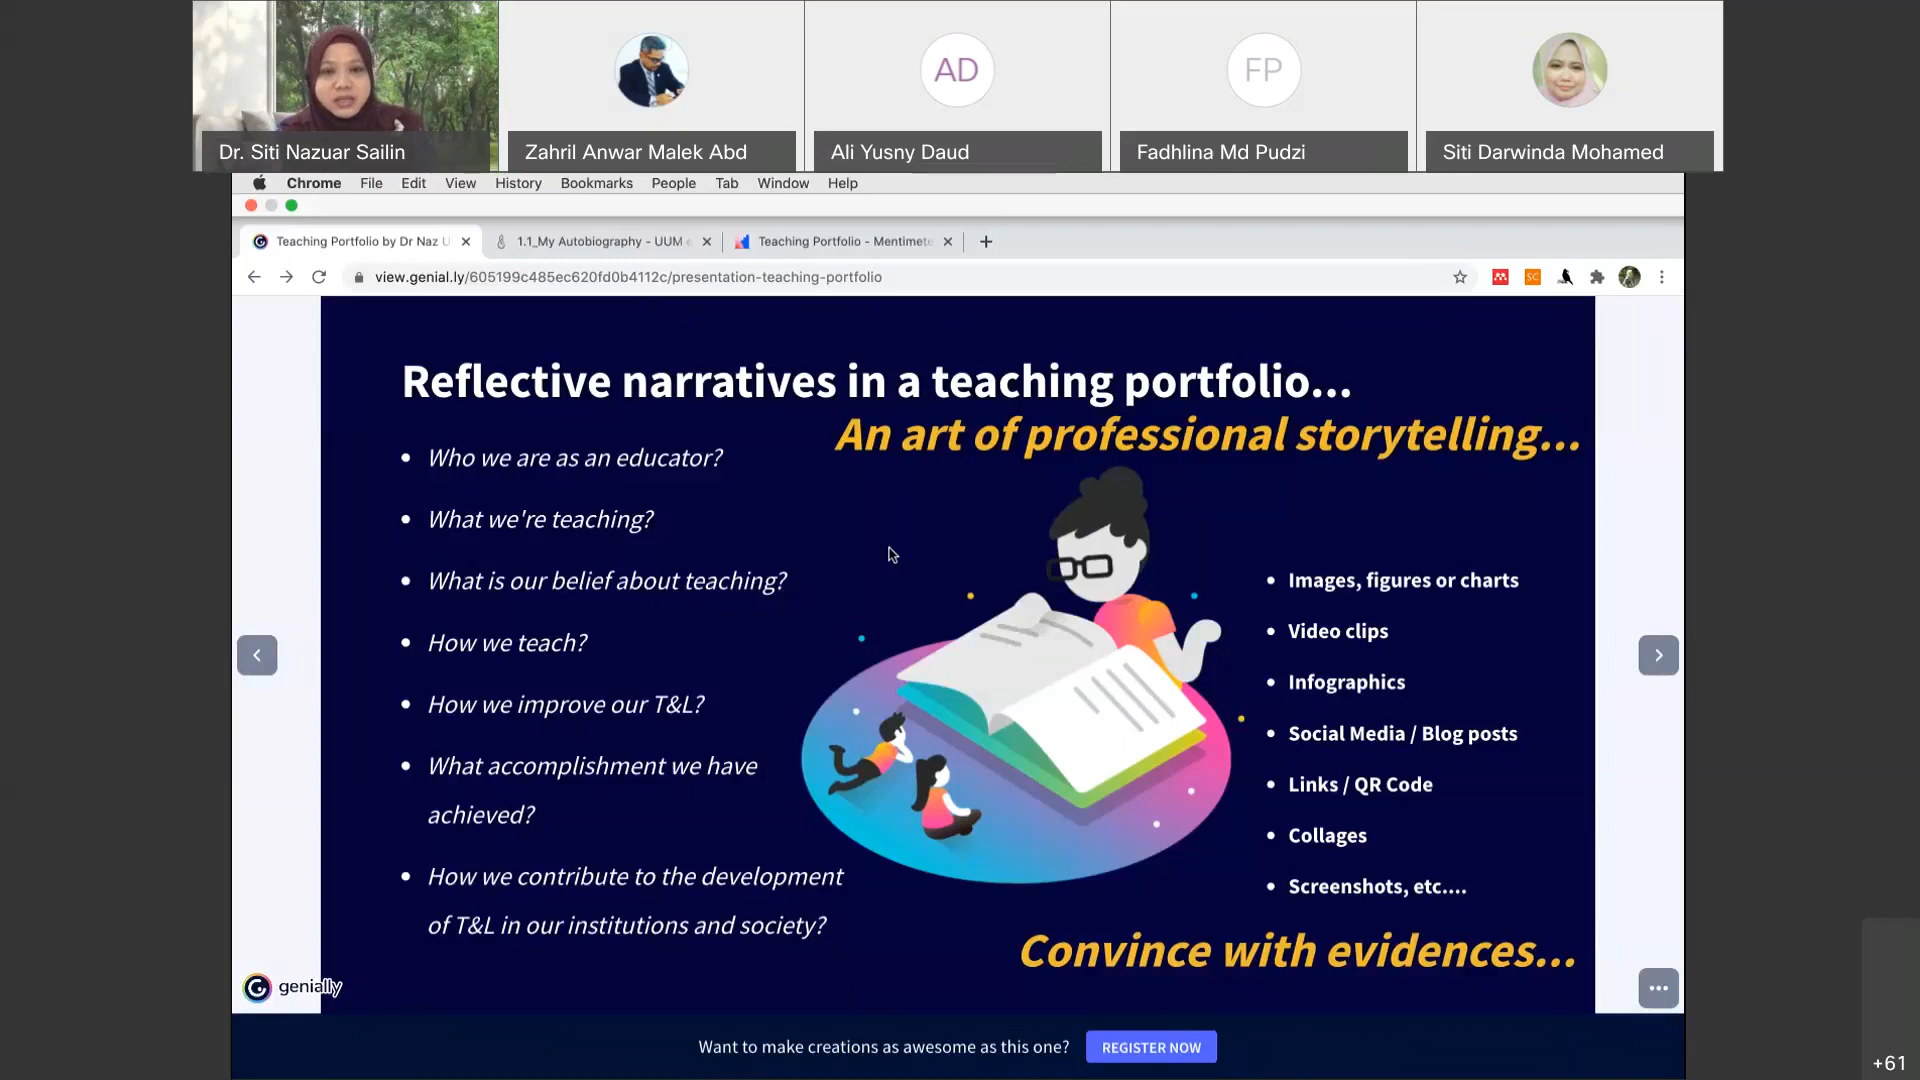 AD
FP
Dr. Siti Nazuar Sailin
Zahril Anwar Malek Abd
Ali Yusny Daud
Fadhlina Md Pudzi
Siti Darwinda Mohamed
Chrome File Edit View History Bookmarks People Tab Window Help
Teaching Portfolio by Dr Naz U
1.1_My Autobiography - UUM e
Teaching Portfolio - Mentimete
view.genial.ly/605199c485ec620fd0b4112c/presentation-teaching-portfolio
SC
Reflective narratives in a teaching portfolio...
An art of professional storytelling...
• Who we are as an educator?
• What we're teaching?
• What is our belief about teaching?
• How we teach?
• How we improve our T&L?
• What accomplishment we have
achieved?
• How we contribute to the development
of T&L in our institutions and society?
• Images, figures or charts
• Video clips
• Infographics
• Social Media / Blog posts
• Links / QR Code
• Collages
• Screenshots, etc....
Convince with evidences...
genially
Want to make creations as awesome as this one?
REGISTER NOW
+61